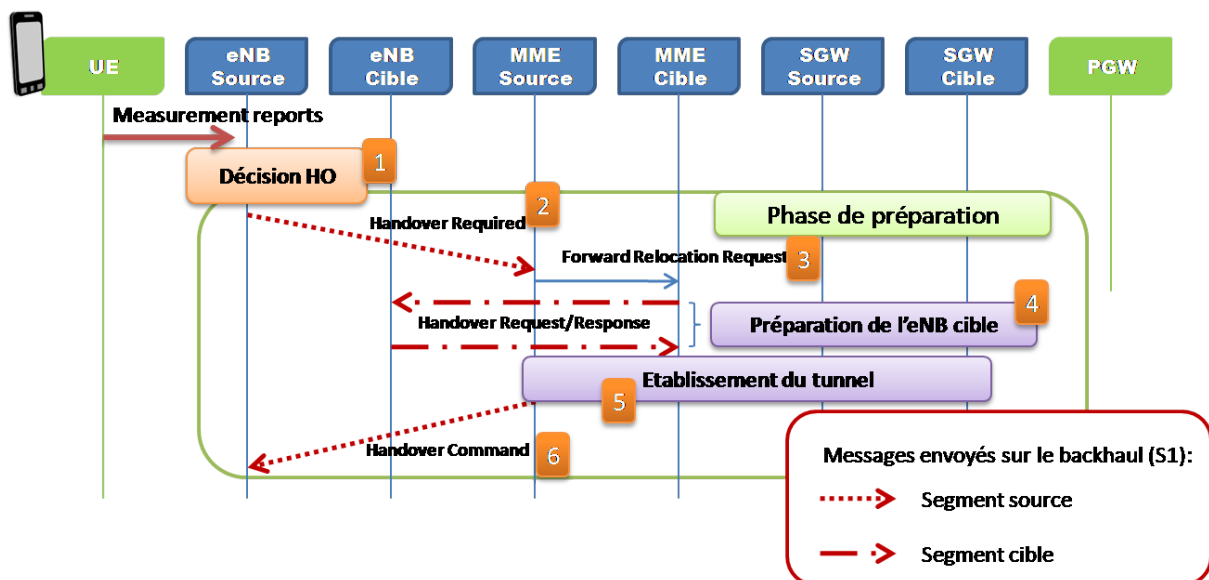 UE
eNB
Source
eNB
Cible
MME
Source
MME
Cible
SGW
Source
SGW
Cible
PGW
Measurement reports
Décision HO
1
Handover Required
2
Phase de préparation
Forward Relocation Request
3
Handover Request/Response
Préparation de l'eNB cible
4
Etablissement du tunnel
5
Handover Command
6
Messages envoyés sur le backhaul (S1):
Segment source
Segment cible